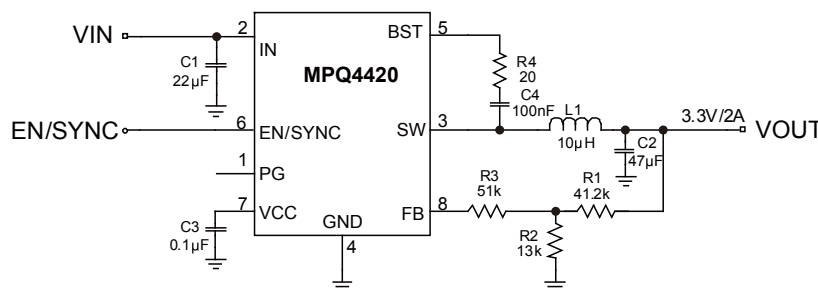 VIN
2
IN
C1
22µF
MPQ4420
BST
5
R4
20
C4
100nF
EN/SYNC
6
EN/SYNC
SW
3
L1
10µH
3.3V/2A
VOUT
C2
47µF
1
PG
7
VCC
C3
0.1µF
GND
4
FB
8
R3
51k
R1
41.2k
R2
13k